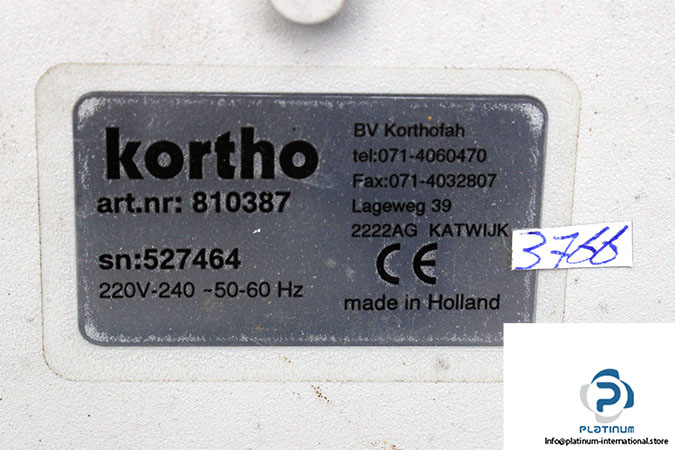 kortho
art.nr: 810387
sn:527464
220V-240 ~50-60 Hz
BV Korthofah
tel:071-4060470
Fax:071-4032807
Lageweg 39
2222AG KATWIJK
CE
made in Holland
3766
PLATINUM
Info@platinum-international.store